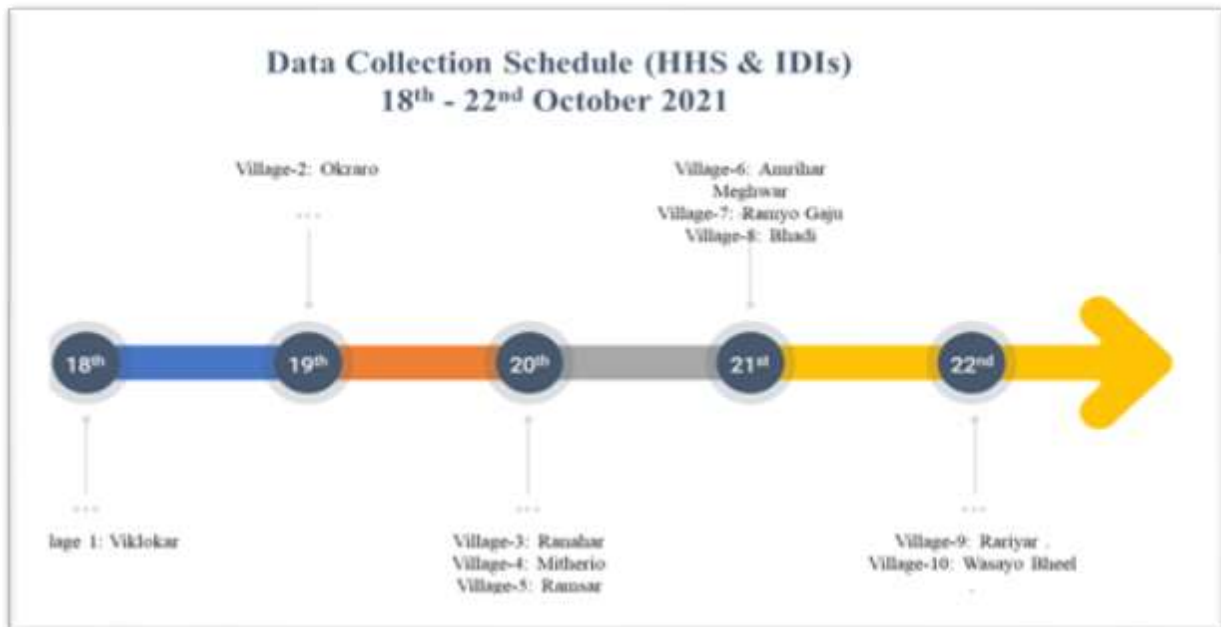 Data Collection Schedule (HHS & IDIs)
18th - 22nd October 2021
Village-2: Okraro
...
Village-6: Amrihar
Meghwar
Village-7: Ramyo Gaju
Village-8: Bhadi
18th
19th
20th
21st
22nd
...
lage 1: Viklokar
...
Village-3: Ranahar
Village-4: Mitherio
Village-5: Ramsar
...
Village-9: Rariyar .
Village-10: Wasayo Bheel
.